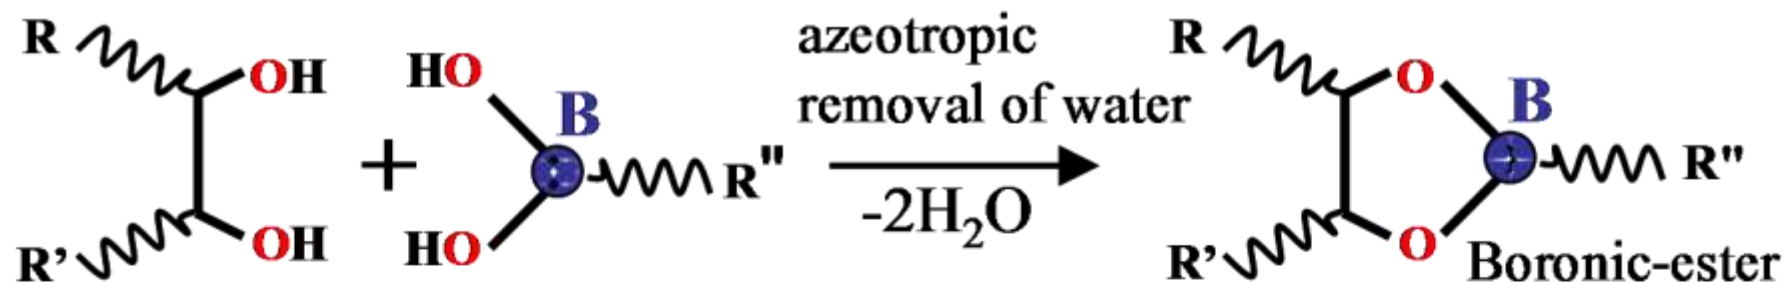 R
OH
OH
R'
+
HO
B
R"
HO
azeotropic
removal of water
-2H₂O
R
O
B
R"
O
R'
Boronic-ester